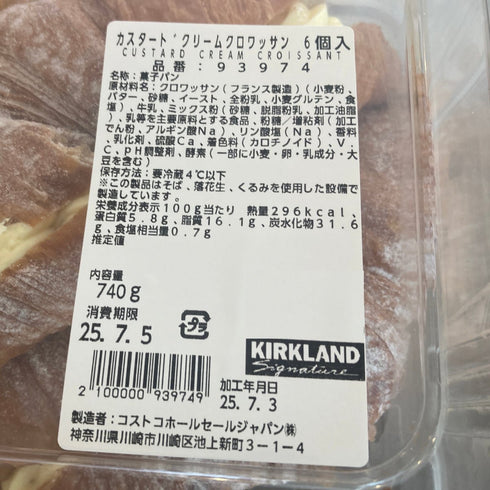 カスタードクリームクロワッサン 6個入
CUSTARD CREAM CROISSANT
品番:93974
名称:菓子パン
原材料名:クロワッサン(フランス製造)(小麦粉、
バター、砂糖、イースト、全粉乳、小麦グルテン、食
塩)、牛乳、ミックス粉(砂糖、脱脂粉乳、加工油脂
)、乳等を主要原料とする食品、粉糖/増粘剤(加工
でん粉、アルギン酸Na)、リン酸塩(Na)、香料
、乳化剤、硫酸Ca、着色料(カロチノイド)、V.
C、pH調整剤、酵素(一部に小麦・卵・乳成分・大
豆を含む)
保存方法:要冷蔵4℃以下
※この製品はそば、落花生、くるみを使用した設備で
製造しています。
栄養成分表示100g当たり 熱量296kcal、
蛋白質5.8g、脂質16.1g、炭水化物31.6
g、食塩相当量0.7g
推定値
内容量
740g
消費期限
25.7.5
プラ
KIRKLAND
Signature
2 100000 939749
加工年月日
25.7.3
製造者:コストコホールセールジャパン㈱
神奈川県川崎市川崎区池上新町3-1-4